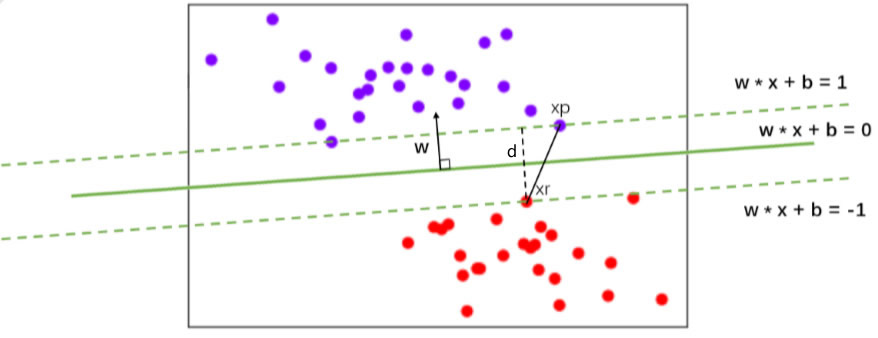 w * x + b = 1
xp
w * x + b = 0
w
d
xr
w * x + b = -1